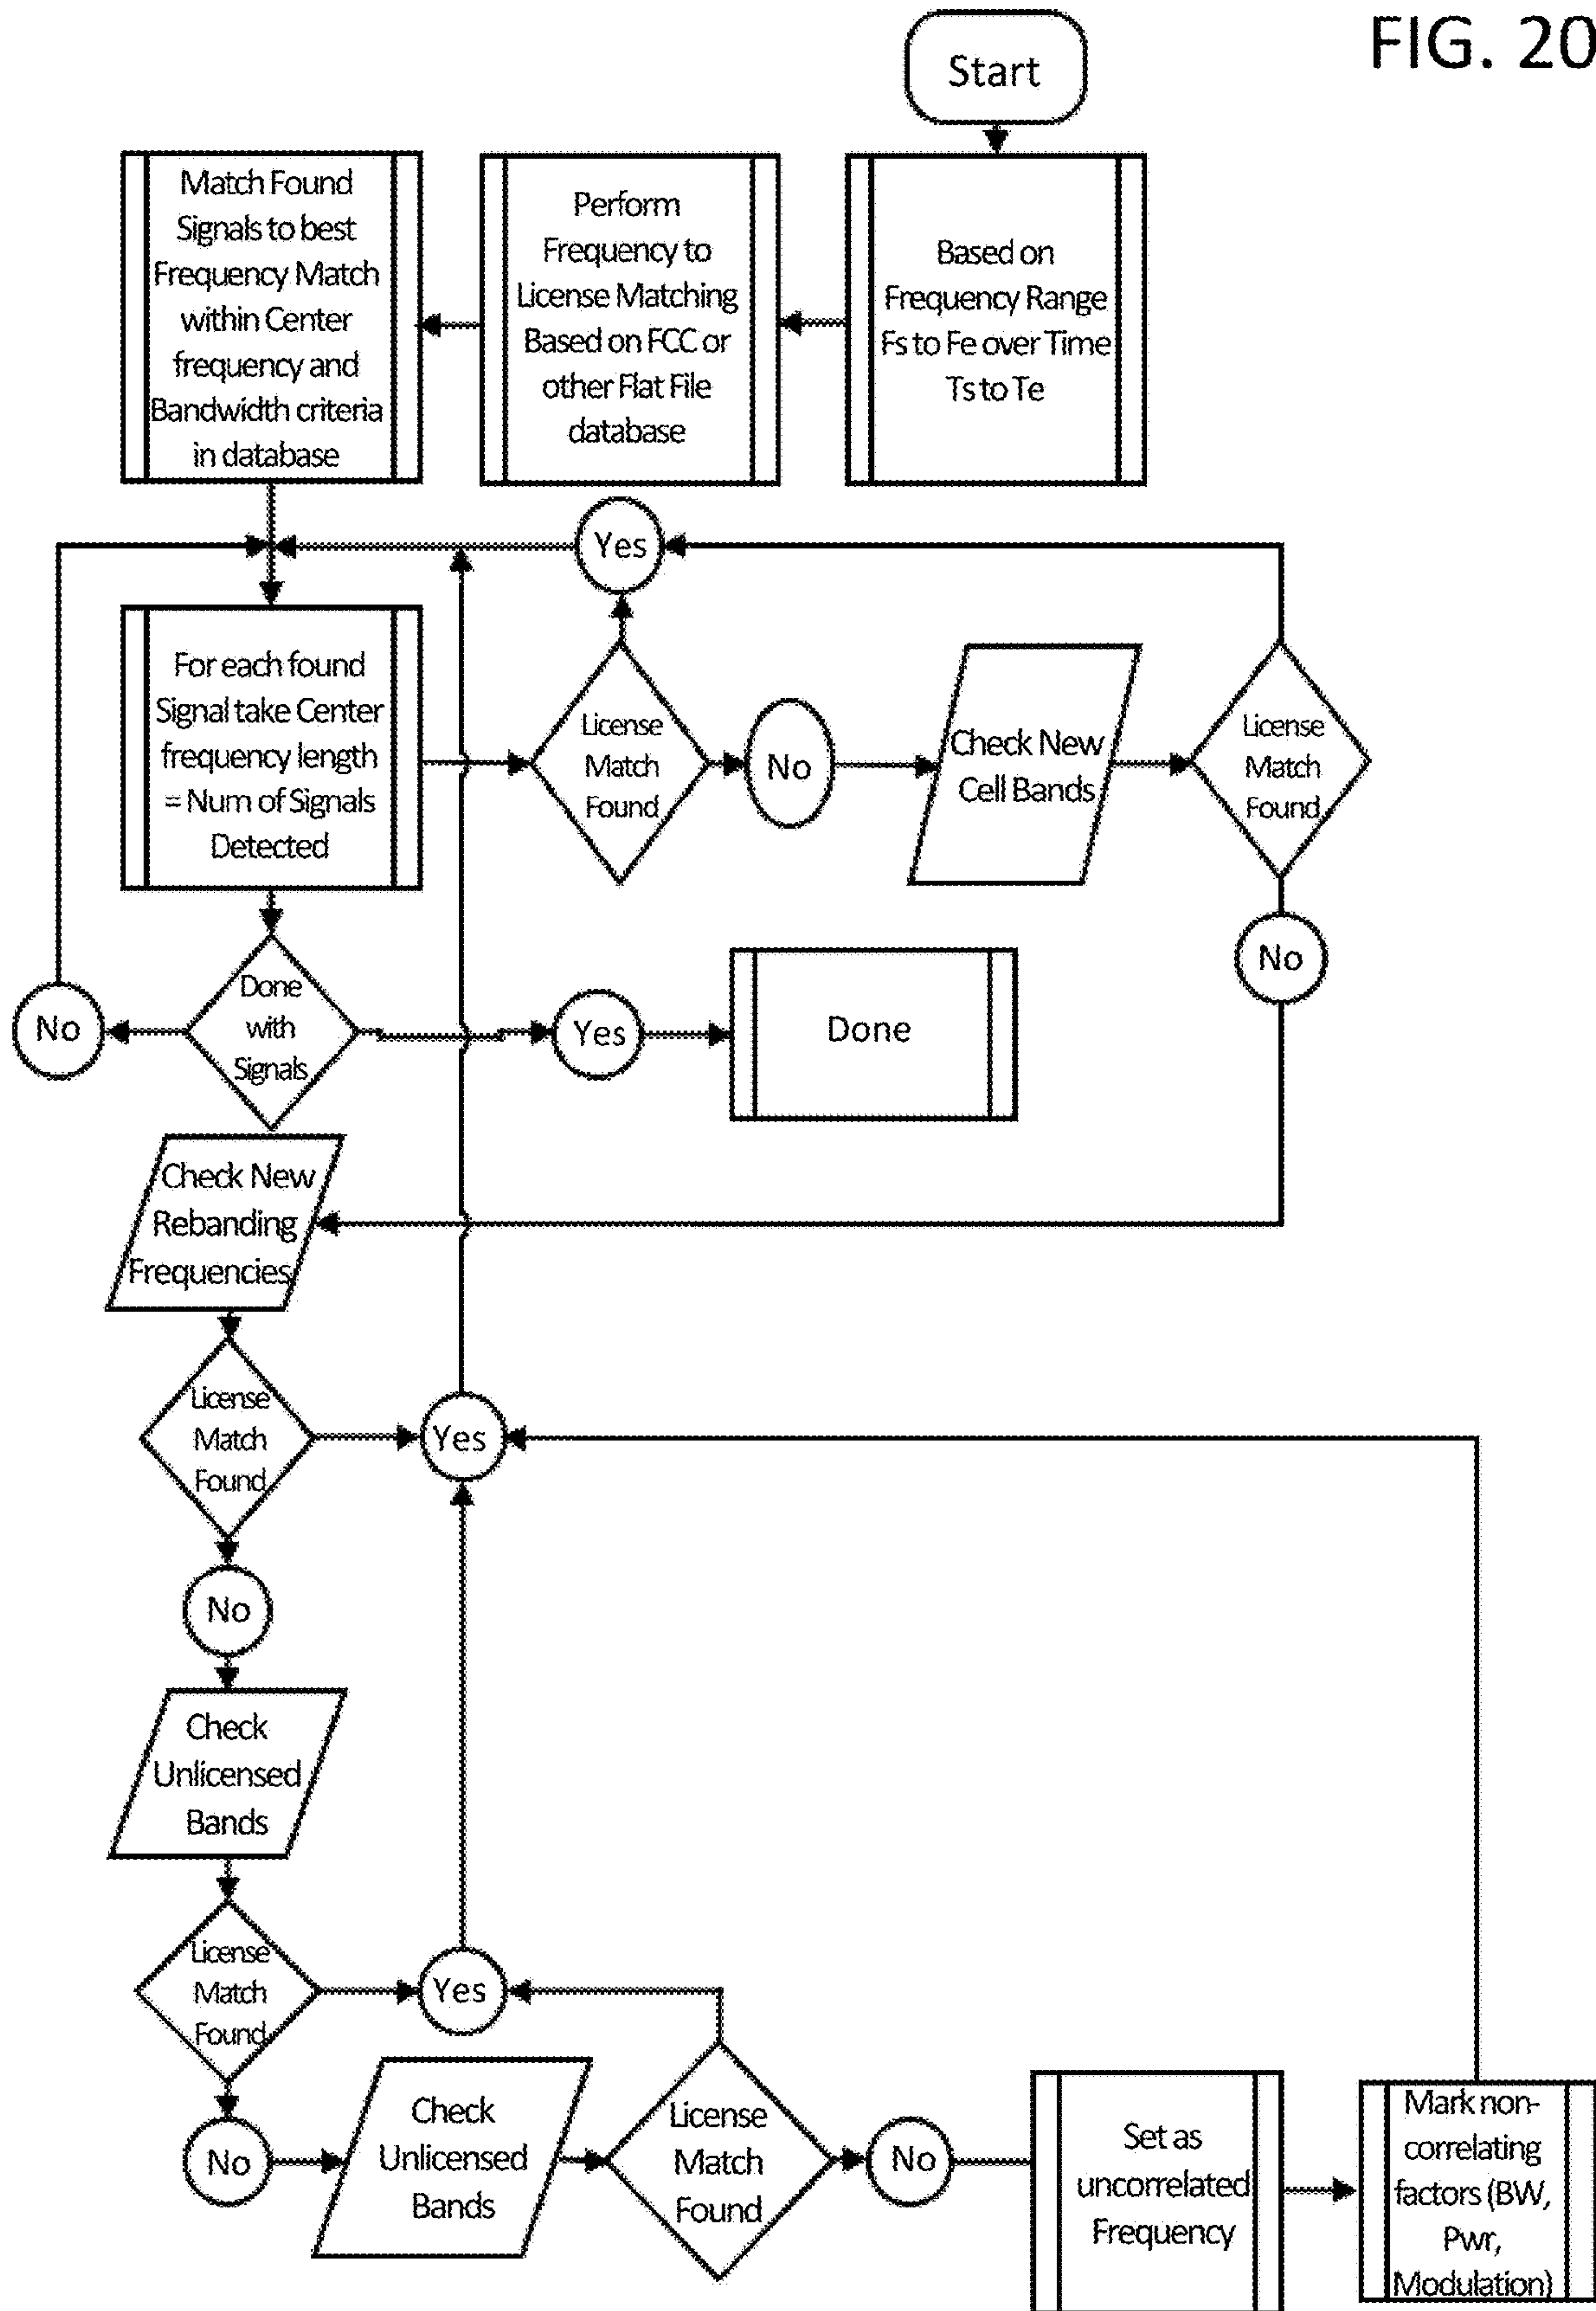 FIG. 20
Start
Match Found
Signals to best
Frequency Match
within Center
frequency and
Bandwidth criteria
in database
Perform
Frequency to
License Matching
Based on FCC or
other Flat File
database
Based on
Frequency Range
Fs to Fe over Time
Ts to Te
Yes
For each found
Signal take Center
frequency length
= Num of Signals
Detected
License
Match
Found
No
Check New
Cell Bands
License
Match
Found
No
Done
with
Signals
No
Yes
Done
Check New
Rebanding
Frequencies
License
Match
Found
Yes
No
Check
Unlicensed
Bands
License
Match
Found
Yes
No
Check
Unlicensed
Bands
License
Match
Found
No
Set as
uncorrelated
Frequency
Mark non-
correlating
factors (BW,
Pwr,
Modulation)